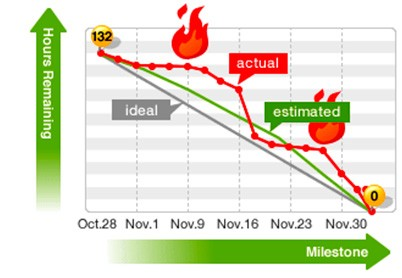 Hours Remaining
132
actual
ideal
estimated
0
Oct.28 Nov.1 Nov.9 Nov.16 Nov.23 Nov.30
Milestone